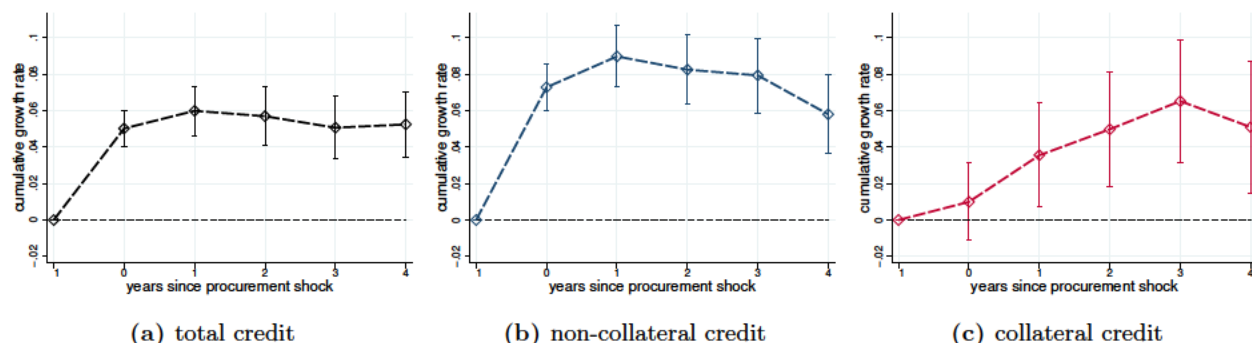 cumulative growth rate
.1
.08
.06
.04
.02
0
-.02
1 0 1 2 3 4
years since procurement shock
(a) total credit
cumulative growth rate
.1
.08
.06
.04
.02
0
-.02
1 0 1 2 3 4
years since procurement shock
(b) non-collateral credit
cumulative growth rate
.1
.08
.06
.04
.02
0
-.02
1 0 1 2 3 4
years since procurement shock
(c) collateral credit